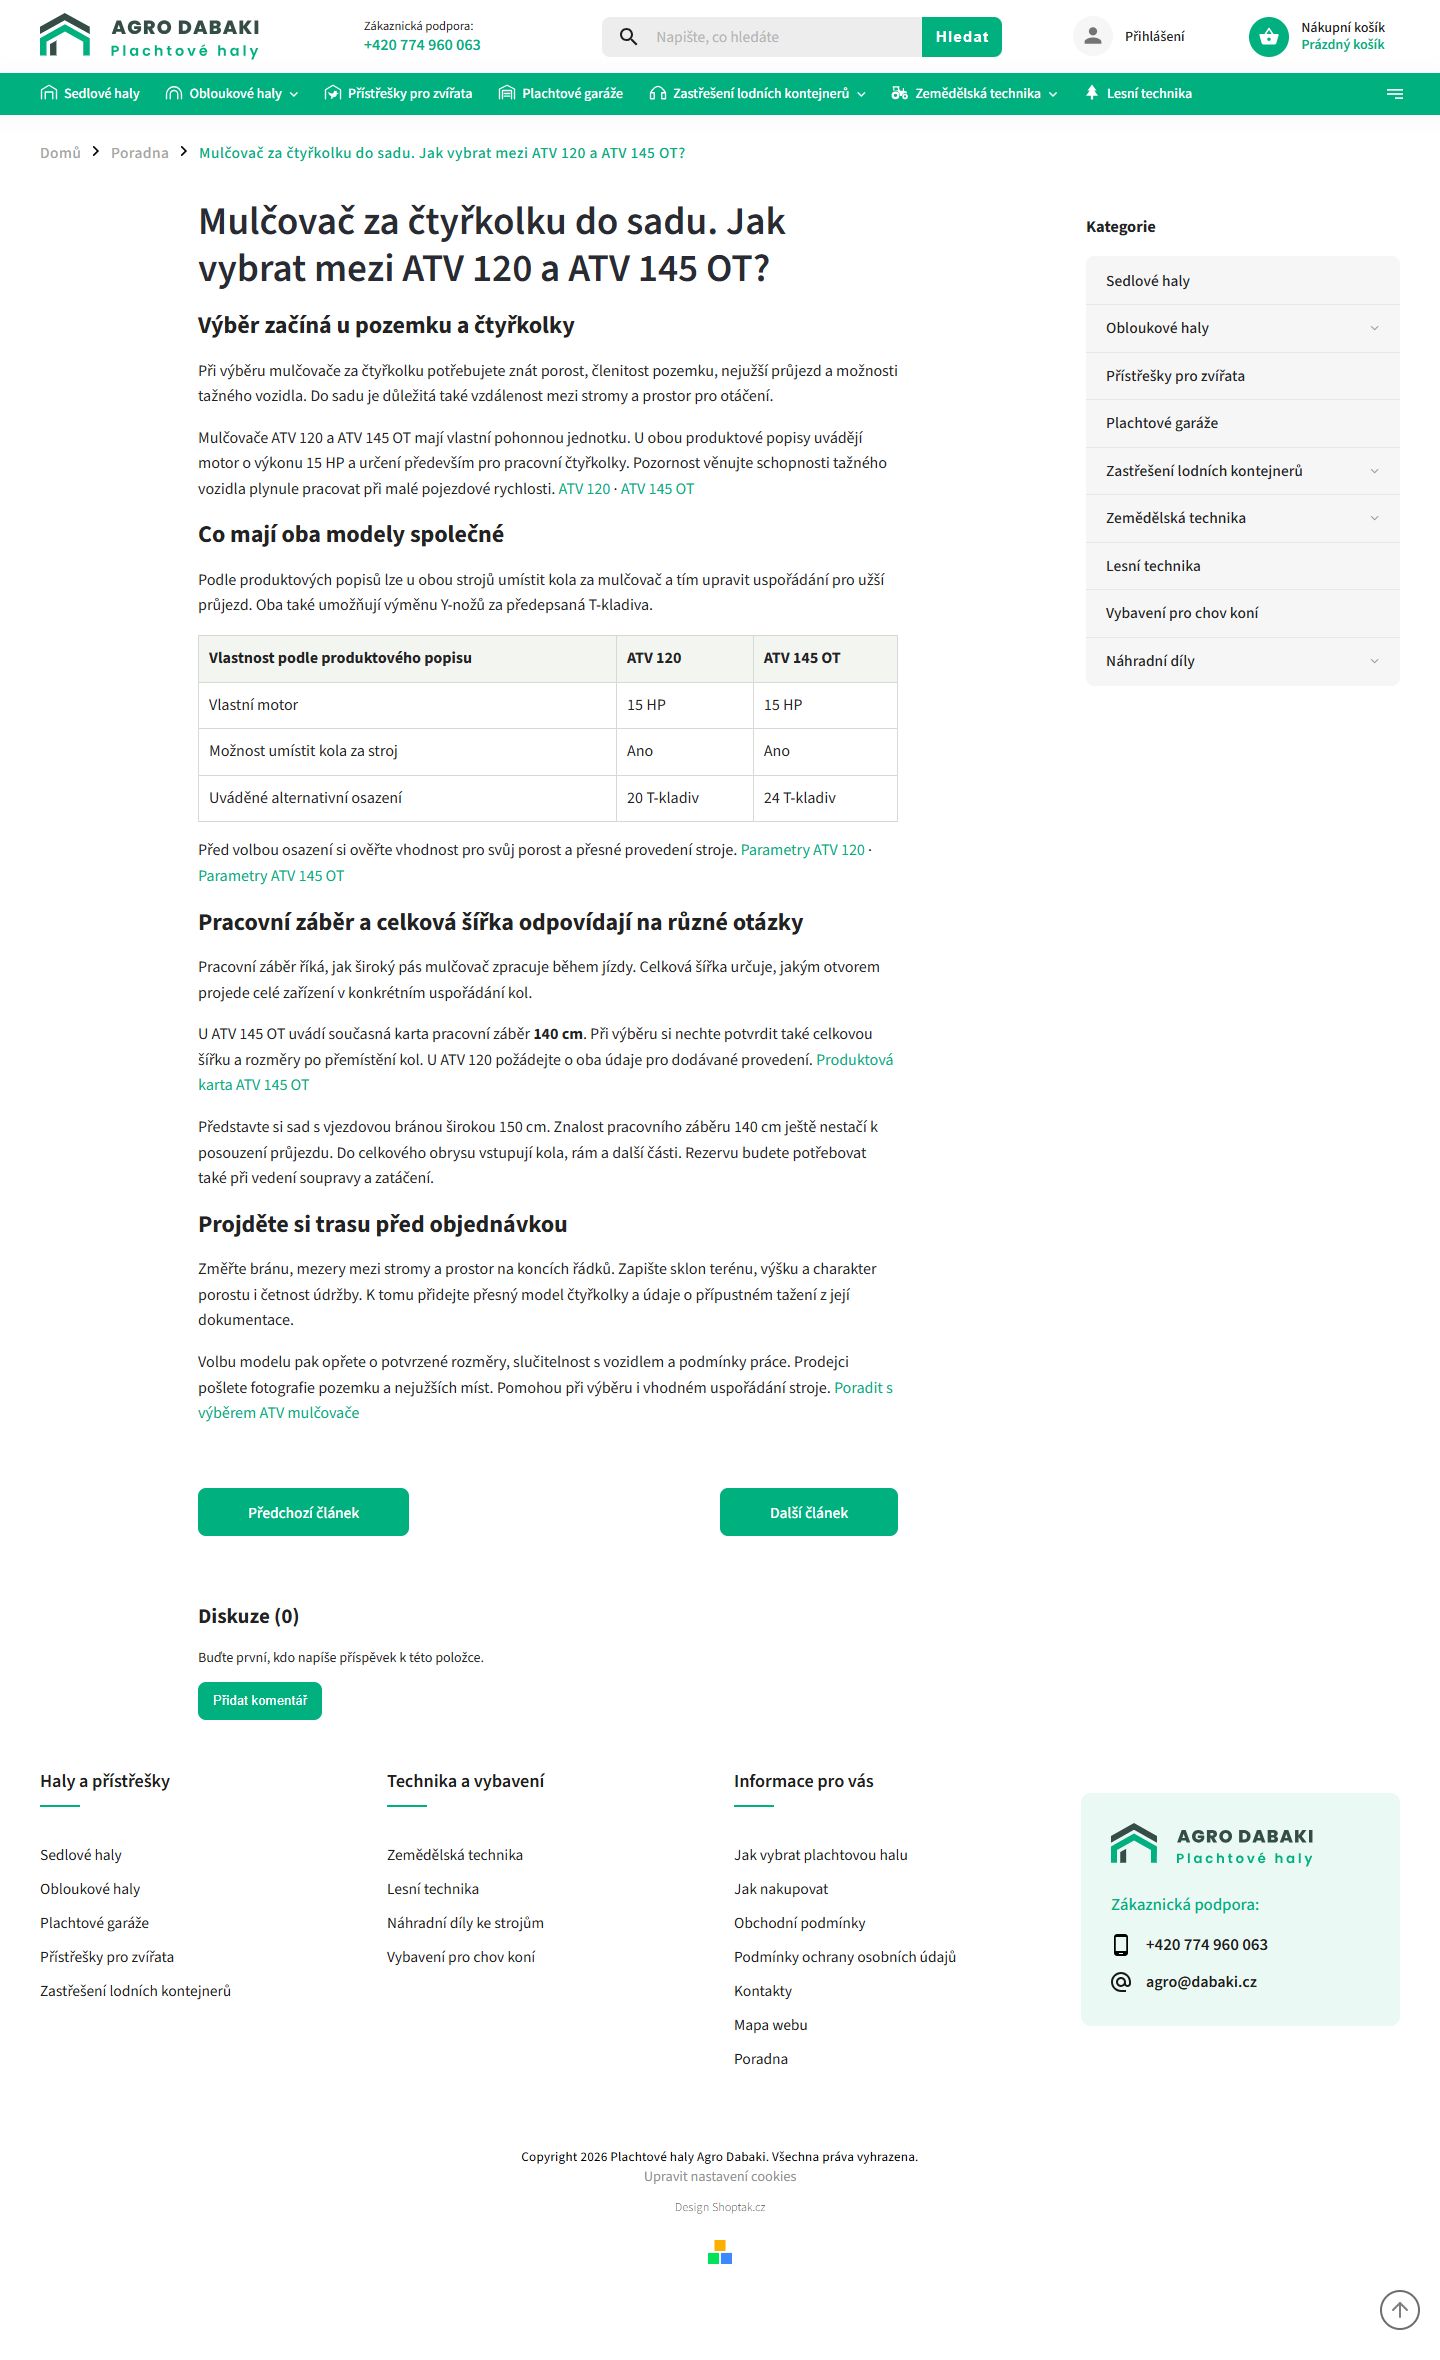 AGRO DABAKI
Plachtové haly
Zákaznická podpora:
+420 774 960 063
Napište, co hledáte
Hledat
Přihlášení
Nákupní košík
Prázdný košík
Sedlové haly
Obloukové haly
Přístřešky pro zvířata
Plachtové garáže
Zastřešení lodních kontejnerů
Zemědělská technika
Lesní technika
Domů
Poradna
Mulčovač za čtyřkolku do sadu. Jak vybrat mezi ATV 120 a ATV 145 OT?
Mulčovač za čtyřkolku do sadu. Jak
vybrat mezi ATV 120 a ATV 145 OT?
Výběr začíná u pozemku a čtyřkolky
Při výběru mulčovače za čtyřkolku potřebujete znát porost, členitost pozemku, nejužší průjezd a možnosti
tažného vozidla. Do sadu je důležitá také vzdálenost mezi stromy a prostor pro otáčení.
Mulčovače ATV 120 a ATV 145 OT mají vlastní pohonnou jednotku. U obou produktové popisy uvádějí
motor o výkonu 15 HP a určení především pro pracovní čtyřkolky. Pozornost věnujte schopnosti tažného
vozidla plynule pracovat při malé pojezdové rychlosti. ATV 120 · ATV 145 OT
Co mají oba modely společné
Podle produktových popisů lze u obou strojů umístit kola za mulčovač a tím upravit uspořádání pro užší
průjezd. Oba také umožňují výměnu Y-nožů za předepsaná T-kladiva.
Vlastnost podle produktového popisu
ATV 120
ATV 145 OT
Vlastní motor
15 HP
15 HP
Možnost umístit kola za stroj
Ano
Ano
Uváděné alternativní osazení
20 T-kladiv
24 T-kladiv
Před volbou osazení si ověřte vhodnost pro svůj porost a přesné provedení stroje. Parametry ATV 120 ·
Parametry ATV 145 OT
Pracovní záběr a celková šířka odpovídají na různé otázky
Pracovní záběr říká, jak široký pás mulčovač zpracuje během jízdy. Celková šířka určuje, jakým otvorem
projede celé zařízení v konkrétním uspořádání kol.
U ATV 145 OT uvádí současná karta pracovní záběr 140 cm. Při výběru si nechte potvrdit také celkovou
šířku a rozměry po přemístění kol. U ATV 120 požádejte o oba údaje pro dodávané provedení. Produktová
karta ATV 145 OT
Představte si sad s vjezdovou bránou širokou 150 cm. Znalost pracovního záběru 140 cm ještě nestačí k
posouzení průjezdu. Do celkového obrysu vstupují kola, rám a další části. Rezervu budete potřebovat
také při vedení soupravy a zatáčení.
Projděte si trasu před objednávkou
Změřte bránu, mezery mezi stromy a prostor na koncích řádků. Zapište sklon terénu, výšku a charakter
porostu i četnost údržby. K tomu přidejte přesný model čtyřkolky a údaje o přípustném tažení z její
dokumentace.
Volbu modelu pak opřete o potvrzené rozměry, slučitelnost s vozidlem a podmínky práce. Prodejci
pošlete fotografie pozemku a nejužších míst. Pomohou při výběru i vhodném uspořádání stroje. Poradit s
výběrem ATV mulčovače
Předchozí článek
Další článek
Diskuze (0)
Buďte první, kdo napíše příspěvek k této položce.
Přidat komentář
Kategorie
Sedlové haly
Obloukové haly
Přístřešky pro zvířata
Plachtové garáže
Zastřešení lodních kontejnerů
Zemědělská technika
Lesní technika
Vybavení pro chov koní
Náhradní díly
Haly a přístřešky
Sedlové haly
Obloukové haly
Plachtové garáže
Přístřešky pro zvířata
Zastřešení lodních kontejnerů
Technika a vybavení
Zemědělská technika
Lesní technika
Náhradní díly ke strojům
Vybavení pro chov koní
Informace pro vás
Jak vybrat plachtovou halu
Jak nakupovat
Obchodní podmínky
Podmínky ochrany osobních údajů
Kontakty
Mapa webu
Poradna
AGRO DABAKI
Plachtové haly
Zákaznická podpora:
+420 774 960 063
agro@dabaki.cz
Copyright 2026 Plachtové haly Agro Dabaki. Všechna práva vyhrazena.
Upravit nastavení cookies
Design Shoptak.cz